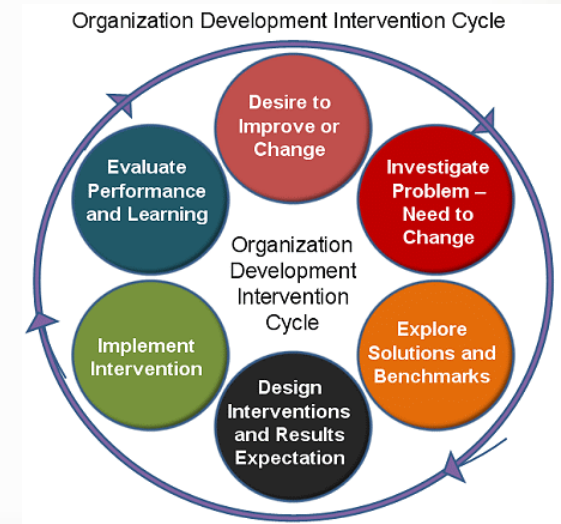 Organization Development Intervention Cycle
Desire to
Improve or
Change
Investigate
Problem –
Need to
Change
Explore
Solutions and
Benchmarks
Design
Interventions
and Results
Expectation
Implement
Intervention
Evaluate
Performance
and Learning
Organization
Development
Intervention
Cycle